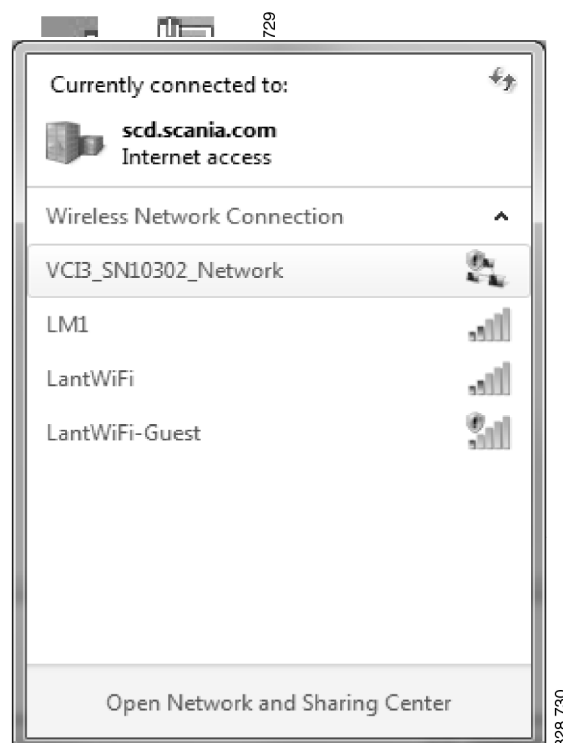 729
Currently connected to:
scd.scania.com
Internet access
Wireless Network Connection
VCI3_SN10302_Network
LM1
LantWiFi
LantWiFi-Guest
Open Network and Sharing Center
328 730